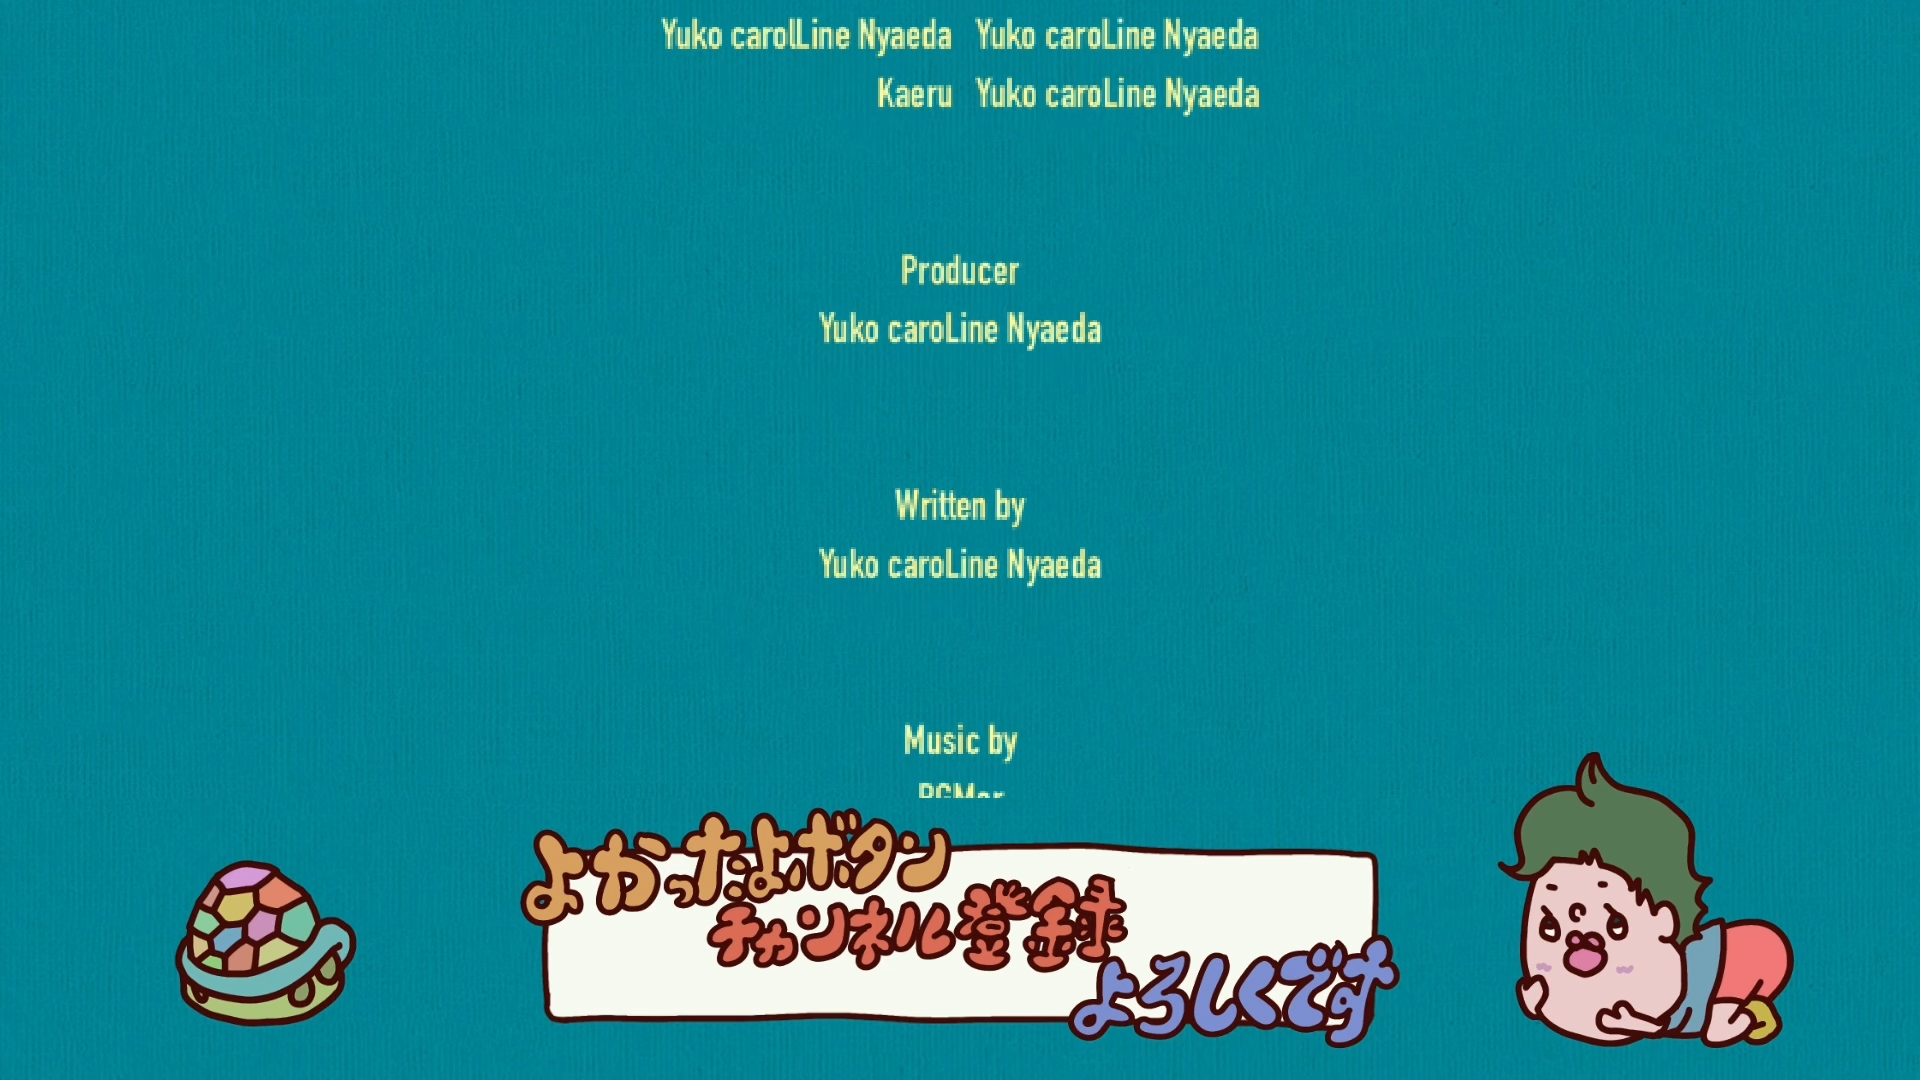 Yuko carolLine Nyaeda Yuko caroLine Nyaeda
Kaeru Yuko caroLine Nyaeda
Producer
Yuko caroLine Nyaeda
Written by
Yuko caroLine Nyaeda
Music by
よかったよボタン
チャンネル登録
よろしくです